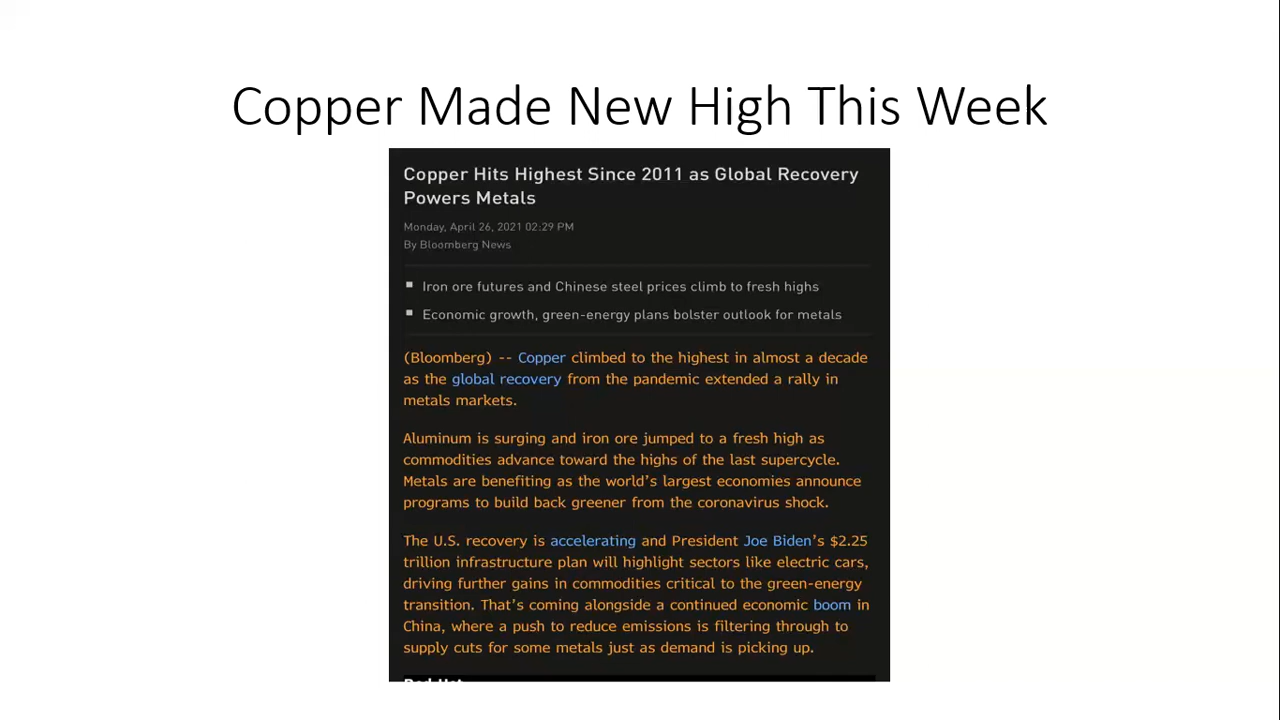 Copper Made New High This Week
Copper Hits Highest Since 2011 as Global Recovery
Powers Metals
Monday, April 26, 2021 02:29 PM
By Bloomberg News
▪ Iron ore futures and Chinese steel prices climb to fresh highs
▪ Economic growth, green-energy plans bolster outlook for metals
(Bloomberg) -- Copper climbed to the highest in almost a decade
as the global recovery from the pandemic extended a rally in
metals markets.
Aluminum is surging and iron ore jumped to a fresh high as
commodities advance toward the highs of the last supercycle.
Metals are benefiting as the world's largest economies announce
programs to build back greener from the coronavirus shock.
The U.S. recovery is accelerating and President Joe Biden's $2.25
trillion infrastructure plan will highlight sectors like electric cars,
driving further gains in commodities critical to the green-energy
transition. That's coming alongside a continued economic boom in
China, where a push to reduce emissions is filtering through to
supply cuts for some metals just as demand is picking up.